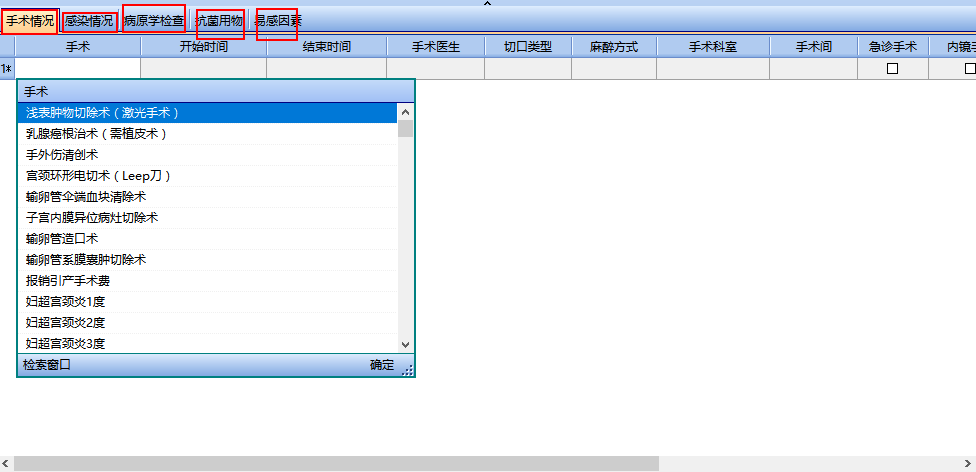 手术情况 感染情况 病原学检查 抗菌用物 易感因素
手术 开始时间 结束时间 手术医生 切口类型 麻醉方式 手术科室 手术间 急诊手术 内镜手
1*
手术
浅表肿物切除术（激光手术）
乳腺癌根治术（需植皮术）
手外伤清创术
宫颈环形电切术（Leep刀）
输卵管伞端血块清除术
子宫内膜异位病灶切除术
输卵管造口术
输卵管系膜囊肿切除术
报销引产手术费
妇超宫颈炎1度
妇超宫颈炎2度
妇超宫颈炎3度
检索窗口 确定